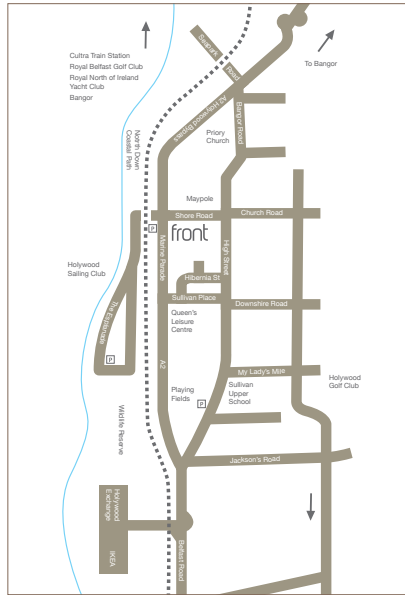 Cultra Train Station
Royal Belfast Golf Club
Royal North of Ireland
Yacht Club
Bangor
Seapark
Road
To Bangor
A2 Holywood Bypass
Bangor Road
North Down
Coastal Path
Priory
Church
Maypole
Shore Road
Church Road
P
front
Marine Parade
High Street
Holywood
Sailing Club
Hibernia St
The Esplanade
Sullivan Place
Downshire Road
Queen's
Leisure
Centre
P
A2
My Lady's Mile
Holywood
Golf Club
Playing
Fields
Sullivan
Upper
School
P
Wildlife Reserve
Jackson's Road
Holywood
Exchange
IKEA
Belfast Road